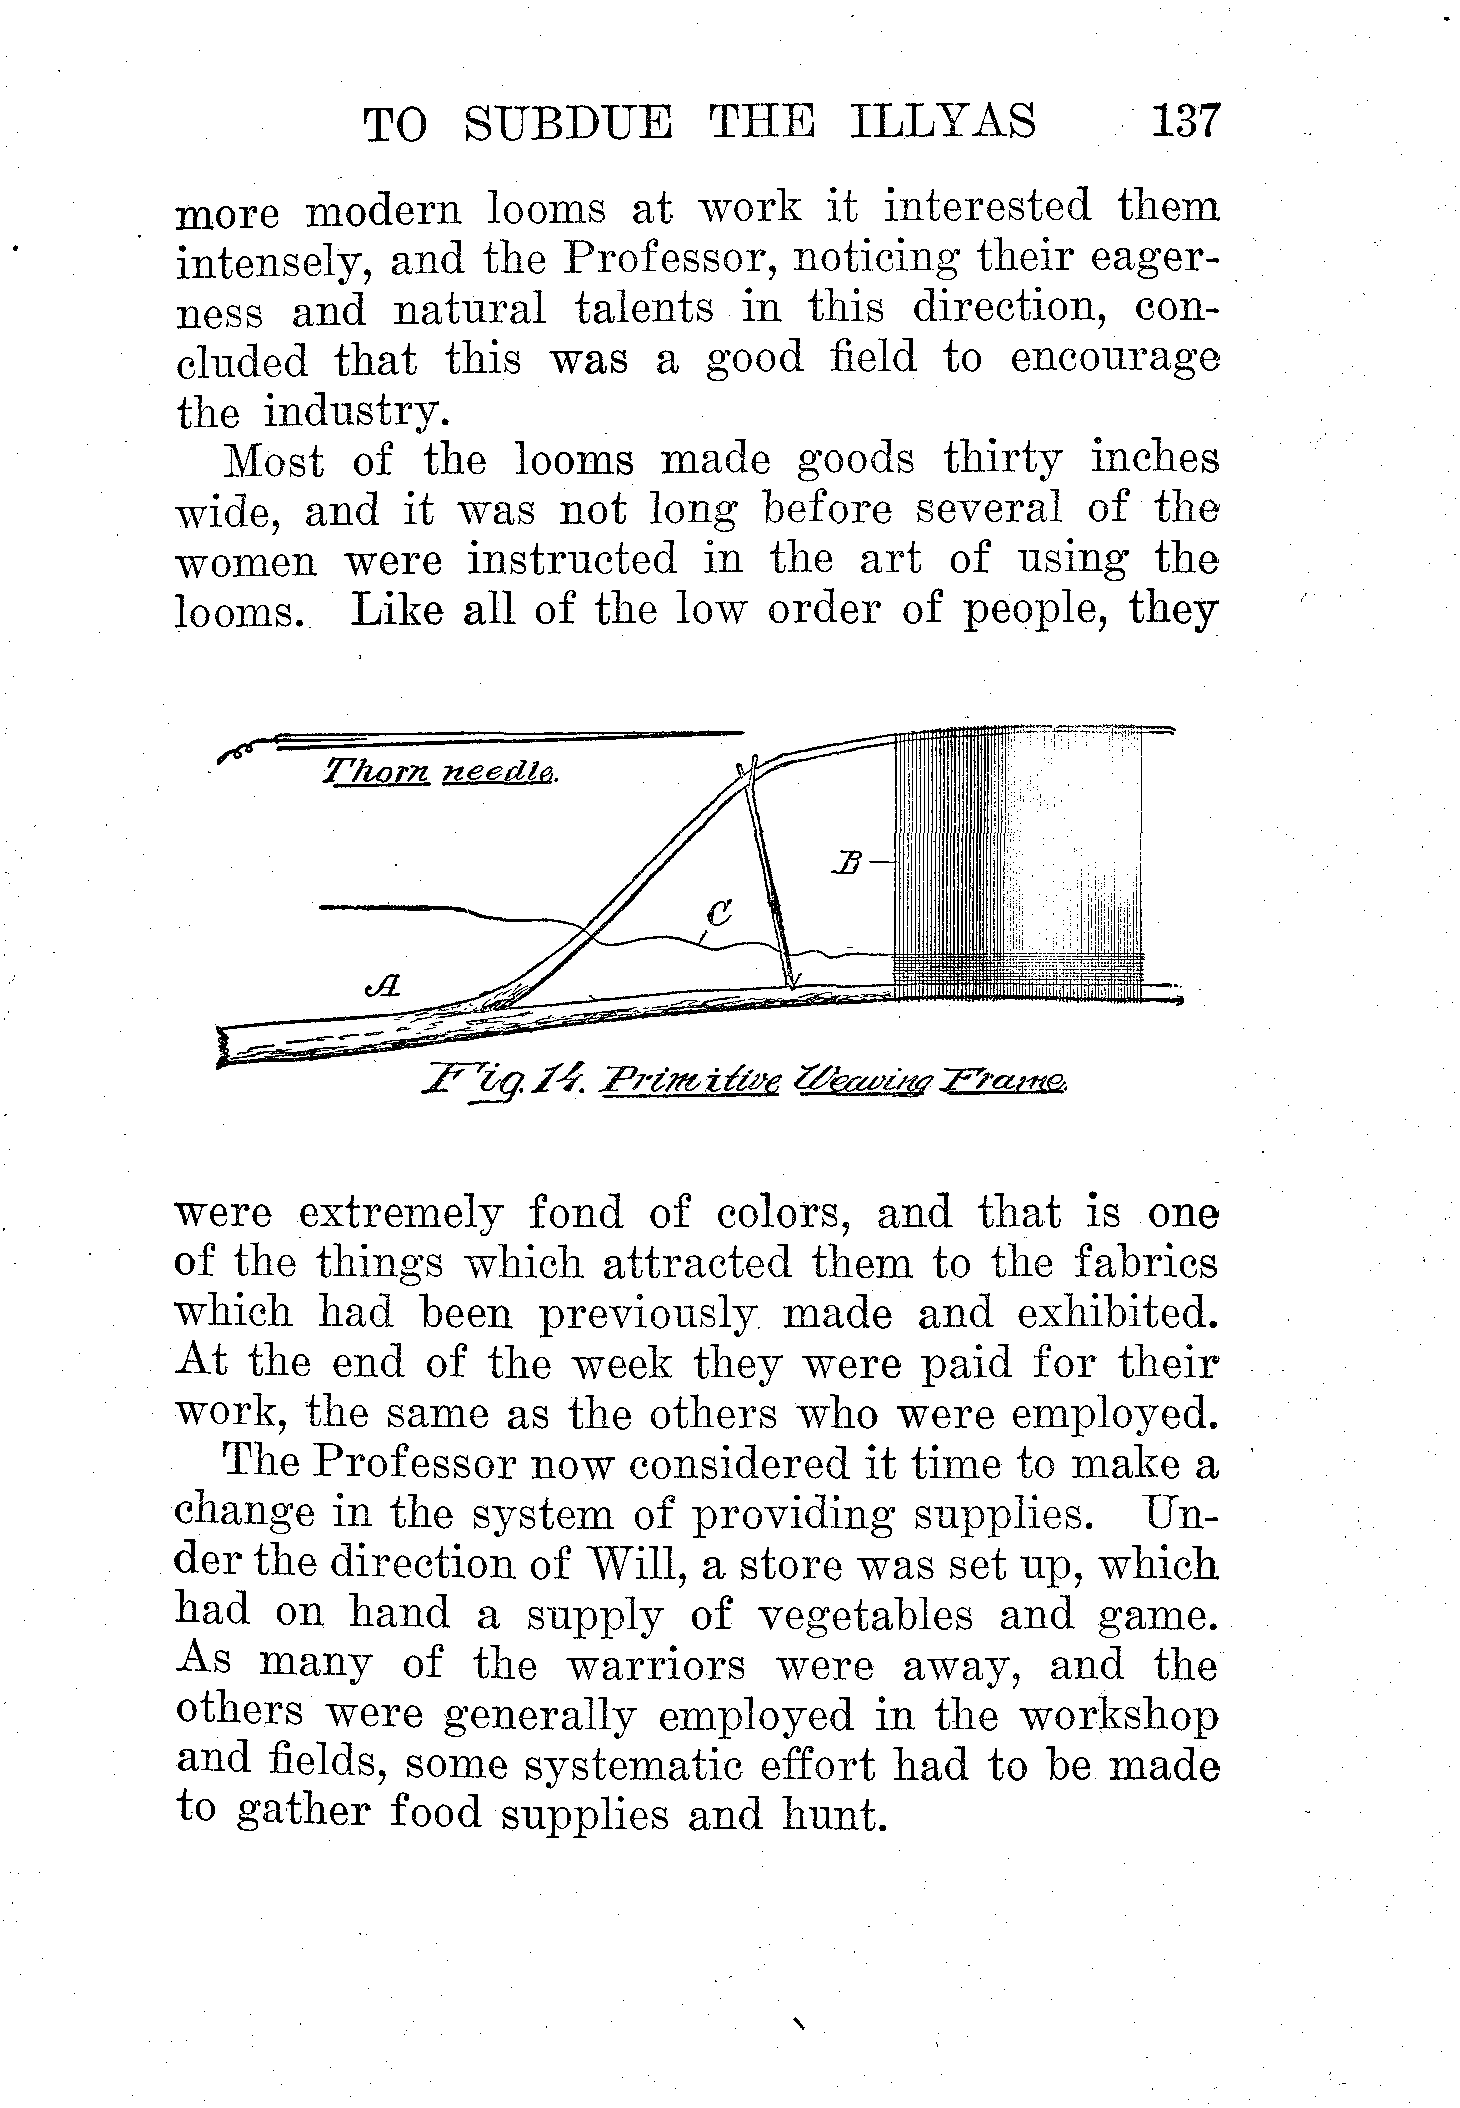 TO SUBDUE THE ILLYAS 137
more modern looms at work it interested them
intensely, and the Professor, noticing their eager-
ness and natural talents in this direction, con-
cluded that this was a good field to encourage
the industry.
Most of the looms made goods thirty inches
wide, and it was not long before several of the
women were instructed in the art of using the
looms. Like all of the low order of people, they
Thorn needle.
B
C
A
Fig. 14. Primitive Weaving Frame.
were extremely fond of colors, and that is one
of the things which attracted them to the fabrics
which had been previously made and exhibited.
At the end of the week they were paid for their
work, the same as the others who were employed.
The Professor now considered it time to make a
change in the system of providing supplies. Un-
der the direction of Will, a store was set up, which
had on hand a supply of vegetables and game.
As many of the warriors were away, and the
others were generally employed in the workshop
and fields, some systematic effort had to be made
to gather food supplies and hunt.